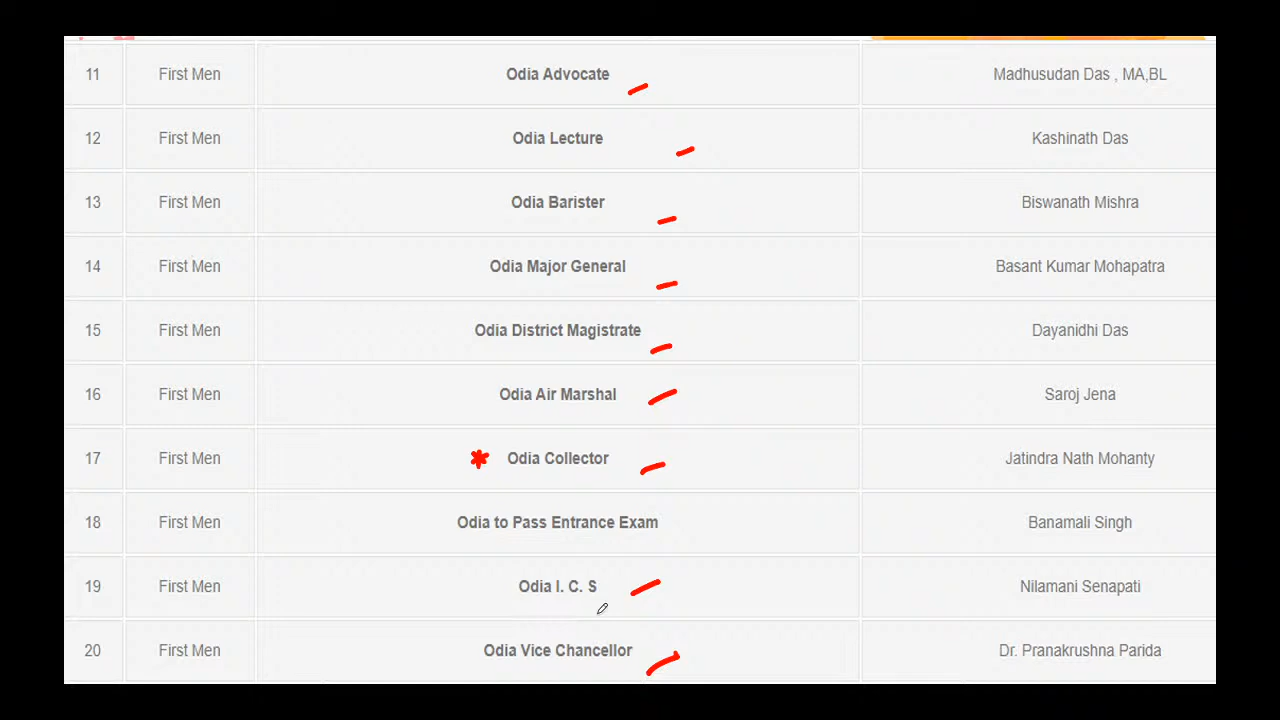 11 First Men Odia Advocate Madhusudan Das , MA,BL
12 First Men Odia Lecture Kashinath Das
13 First Men Odia Barister Biswanath Mishra
14 First Men Odia Major General Basant Kumar Mohapatra
15 First Men Odia District Magistrate Dayanidhi Das
16 First Men Odia Air Marshal Saroj Jena
17 First Men Odia Collector Jatindra Nath Mohanty
18 First Men Odia to Pass Entrance Exam Banamali Singh
19 First Men Odia I. C. S Nilamani Senapati
20 First Men Odia Vice Chancellor Dr. Pranakrushna Parida